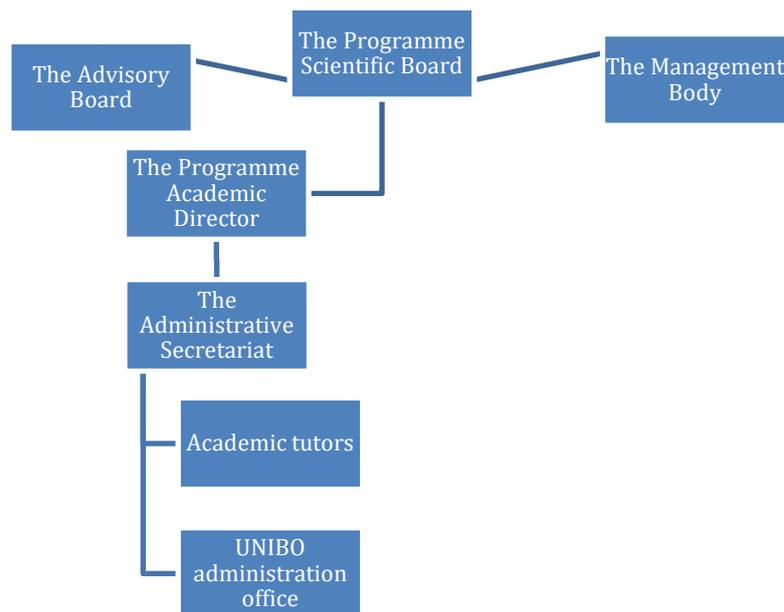 The Programme
Scientific Board
The Advisory
Board
The Management
Body
The Programme
Academic
Director
The
Administrative
Secretariat
Academic tutors
UNIBO
administration
office